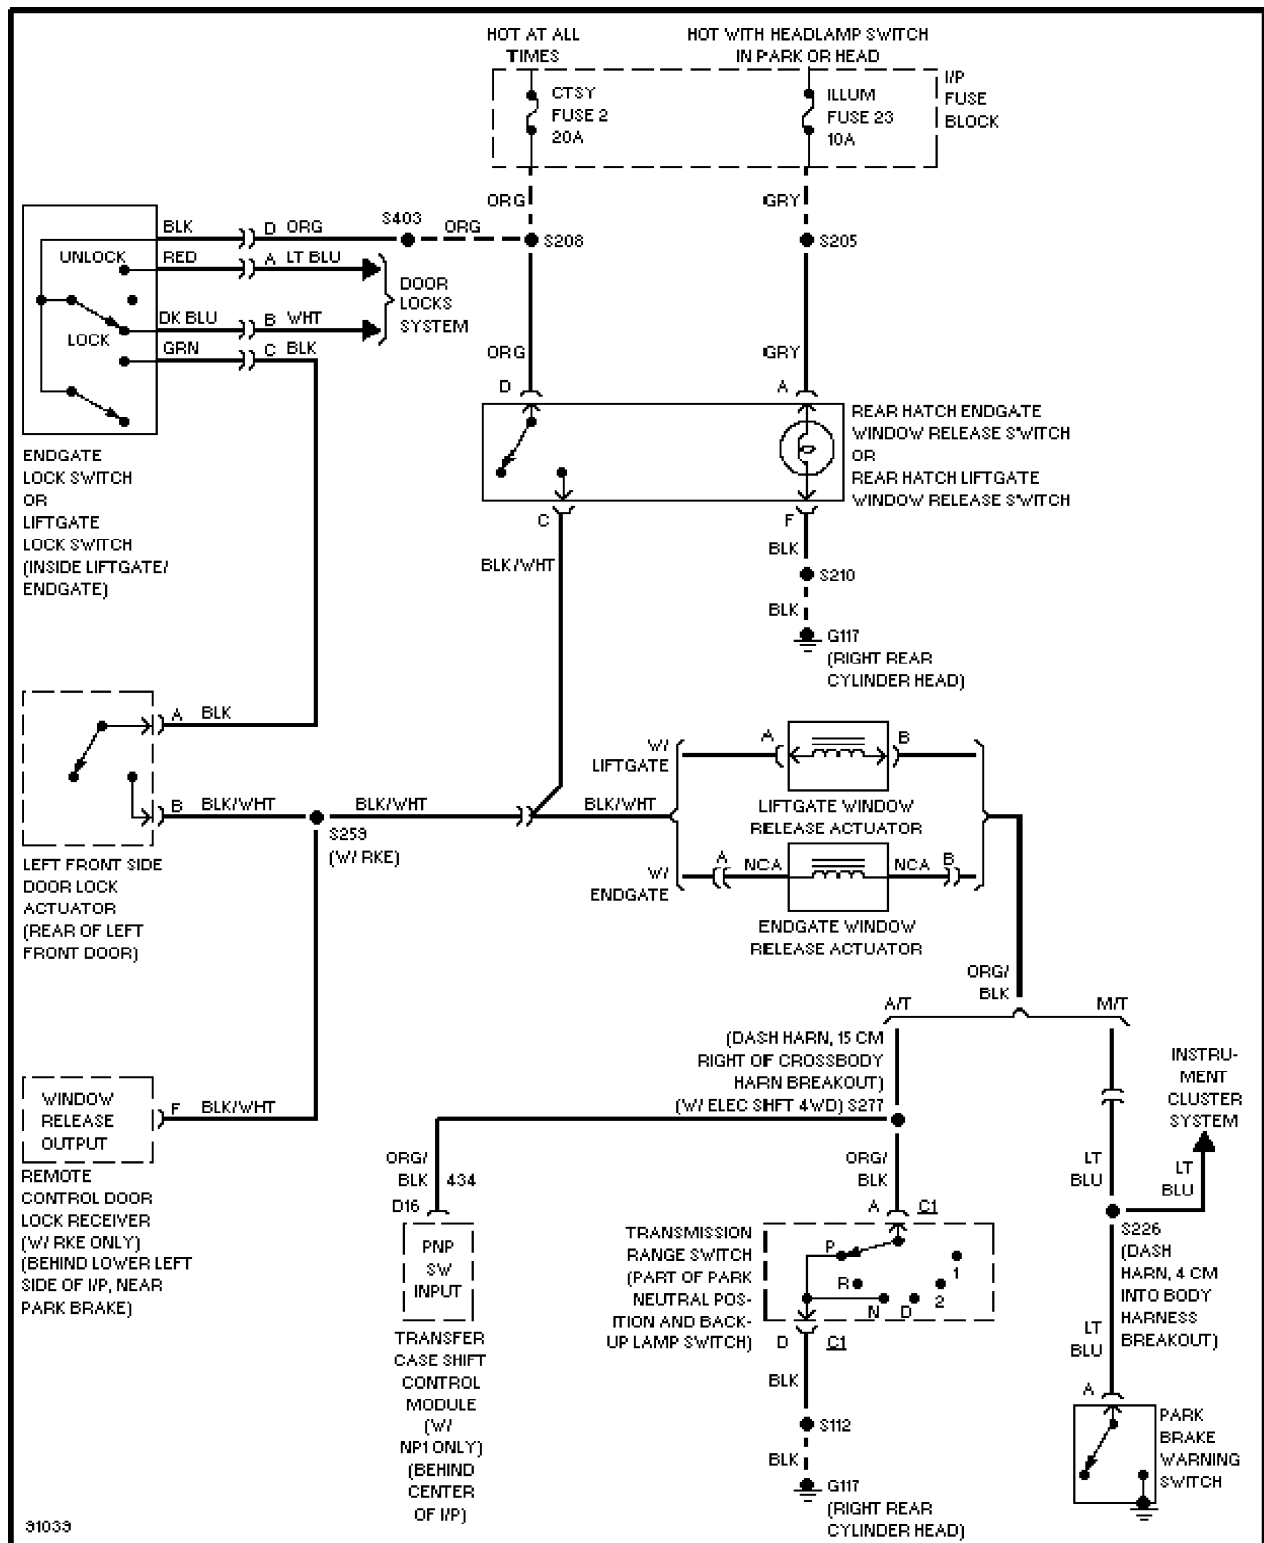 HOT AT ALL
TIMES
HOT WITH HEADLAMP SWITCH
IN PARK OR HEAD
CTSY
FUSE 2
20A
ILLUM
FUSE 23
10A
I/P
FUSE
BLOCK
ORG
GRY
BLK D ORG
S403
ORG
S208
S205
UNLOCK
RED A LT BLU
DOOR
LOCKS
SYSTEM
DK BLU B WHT
LOCK
GRN C BLK
ORG
GRY
D
A
ENDGATE
LOCK SWITCH
OR
LIFTGATE
LOCK SWITCH
(INSIDE LIFTGATE/
ENDGATE)
REAR HATCH ENDGATE
WINDOW RELEASE SWITCH
OR
REAR HATCH LIFTGATE
WINDOW RELEASE SWITCH
C
F
BLK/WHT
BLK
S210
BLK
G117
(RIGHT REAR
CYLINDER HEAD)
A BLK
B BLK/WHT
BLK/WHT
BLK/WHT
S259
(W/ RKE)
LEFT FRONT SIDE
DOOR LOCK
ACTUATOR
(REAR OF LEFT
FRONT DOOR)
W/
LIFTGATE
A
B
LIFTGATE WINDOW
RELEASE ACTUATOR
W/
ENDGATE
A
NCA
NCA
B
ENDGATE WINDOW
RELEASE ACTUATOR
ORG/
BLK
A/T
M/T
(DASH HARN, 15 CM
RIGHT OF CROSSBODY
HARN BREAKOUT)
(W/ ELEC SHFT 4WD) S277
INSTRU-
MENT
CLUSTER
SYSTEM
WINDOW
RELEASE
OUTPUT
F BLK/WHT
REMOTE
CONTROL DOOR
LOCK RECEIVER
(W/ RKE ONLY)
(BEHIND LOWER LEFT
SIDE OF I/P, NEAR
PARK BRAKE)
ORG/
BLK
434
D16
PNP
SW
INPUT
TRANSFER
CASE SHIFT
CONTROL
MODULE
(W/
NP1 ONLY)
(BEHIND
CENTER
OF I/P)
ORG/
BLK
A
C1
TRANSMISSION
RANGE SWITCH
(PART OF PARK
NEUTRAL POS-
ITION AND BACK-
UP LAMP SWITCH)
P
R
N
D
2
1
D
C1
BLK
S112
BLK
G117
(RIGHT REAR
CYLINDER HEAD)
LT
BLU
LT
BLU
S226
(DASH
HARN, 4 CM
INTO BODY
HARNESS
BREAKOUT)
LT
BLU
A
PARK
BRAKE
WARNING
SWITCH
91039